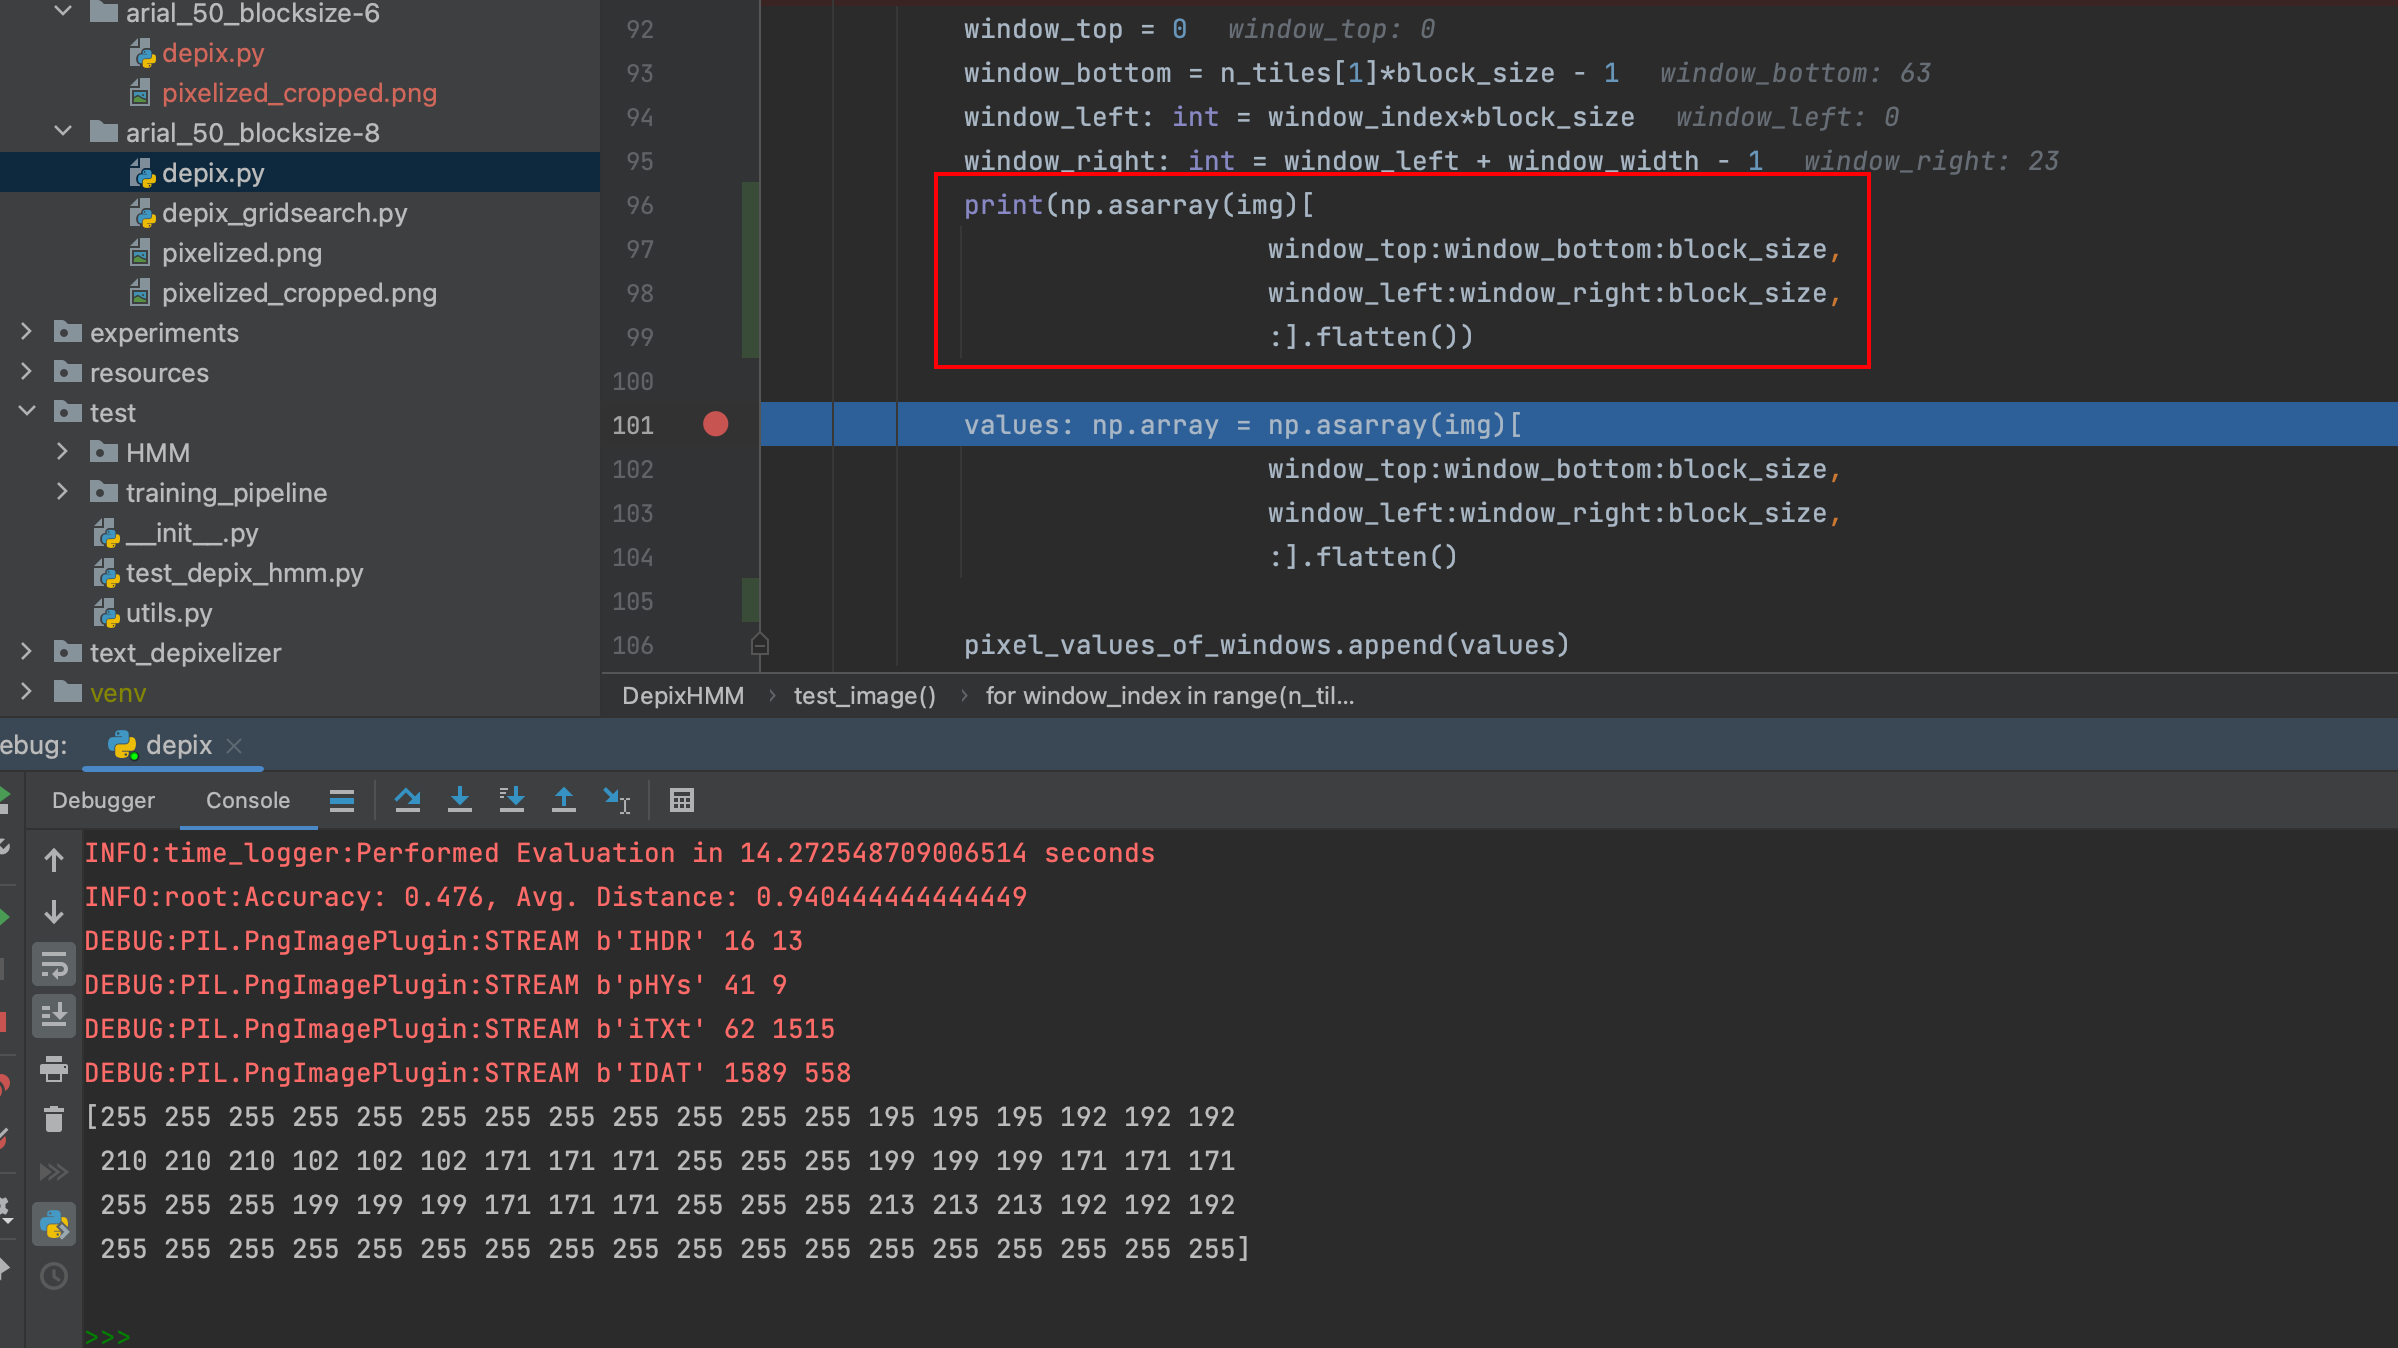 arial_50_blocksize-6
depix.py
pixelized_cropped.png
arial_50_blocksize-8
depix.py
depix_gridsearch.py
pixelized.png
pixelized_cropped.png
experiments
resources
test
HMM
training_pipeline
__init__.py
test_depix_hmm.py
utils.py
text_depixelizer
venv
92 window_top = 0 window_top: 0
93 window_bottom = n_tiles[1]*block_size - 1 window_bottom: 63
94 window_left: int = window_index*block_size window_left: 0
95 window_right: int = window_left + window_width - 1 window_right: 23
96 print(np.asarray(img)[
97 window_top:window_bottom:block_size,
98 window_left:window_right:block_size,
99 :].flatten())
100
101 values: np.array = np.asarray(img)[
102 window_top:window_bottom:block_size,
103 window_left:window_right:block_size,
104 :].flatten()
105
106 pixel_values_of_windows.append(values)
DepixHMM › test_image() › for window_index in range(n_til...
ebug: depix
Debugger Console
INFO:time_logger:Performed Evaluation in 14.272548709006514 seconds
INFO:root:Accuracy: 0.476, Avg. Distance: 0.940444444444449
DEBUG:PIL.PngImagePlugin:STREAM b'IHDR' 16 13
DEBUG:PIL.PngImagePlugin:STREAM b'pHYs' 41 9
DEBUG:PIL.PngImagePlugin:STREAM b'iTXt' 62 1515
DEBUG:PIL.PngImagePlugin:STREAM b'IDAT' 1589 558
[255 255 255 255 255 255 255 255 255 255 255 255 195 195 195 192 192 192
210 210 210 102 102 102 171 171 171 255 255 255 199 199 199 171 171 171
255 255 255 199 199 199 171 171 171 255 255 255 213 213 213 192 192 192
255 255 255 255 255 255 255 255 255 255 255 255 255 255 255 255 255 255]
>>>